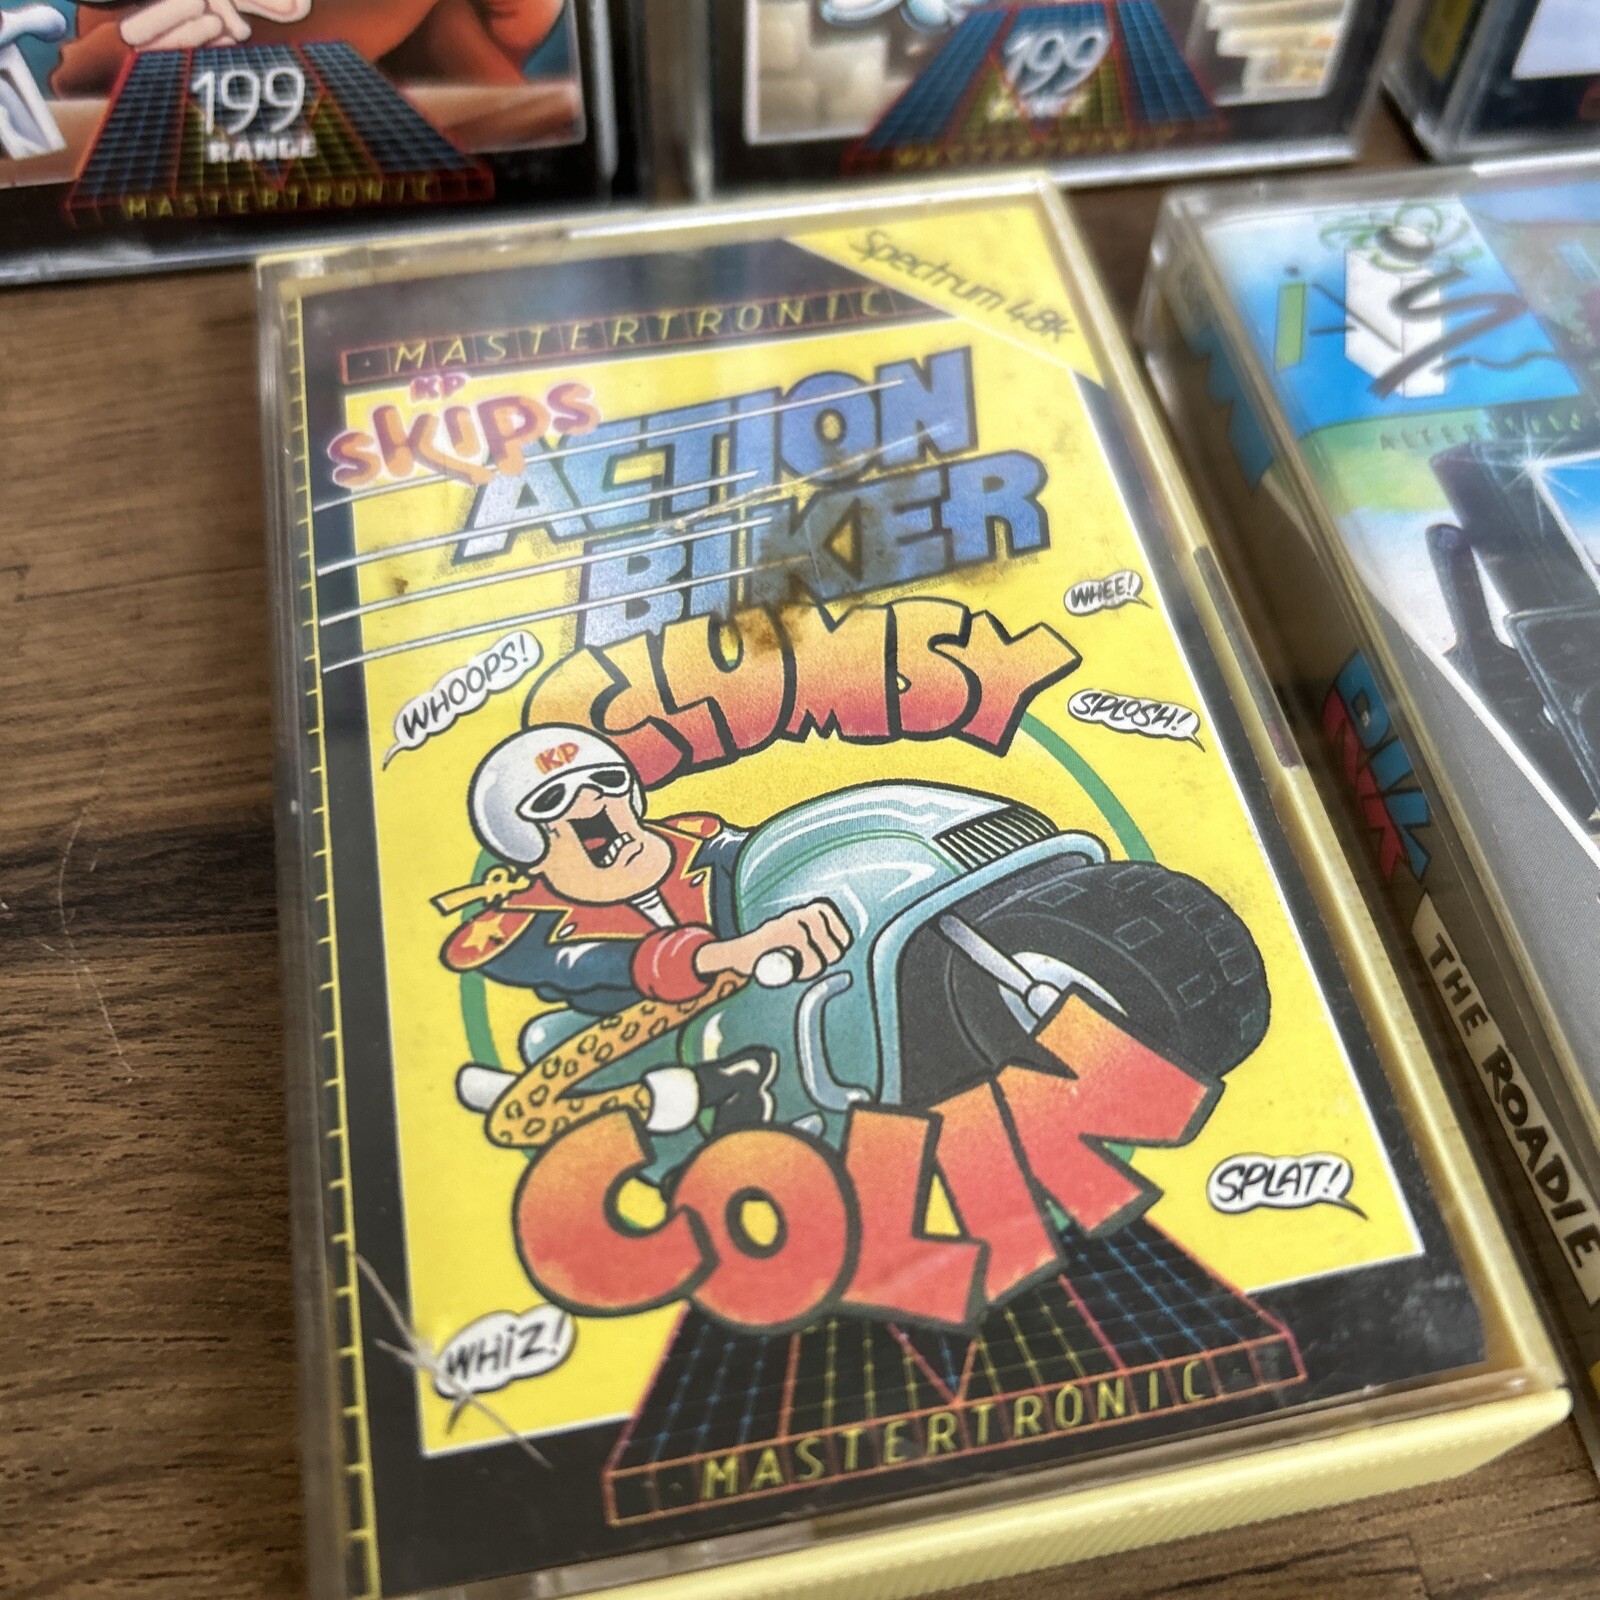 199
RANGE
MASTERTRONIC
199
MASTERTRONIC
Spectrum 48k
MASTERTRONIC
KP
skips
ACTION
BIKER
CLUMSY
WHEE!
WHOOPS!
SPLOSH!
KP
COLIN
SPLAT!
WHIZ!
MASTERTRONIC
THE ROADIE